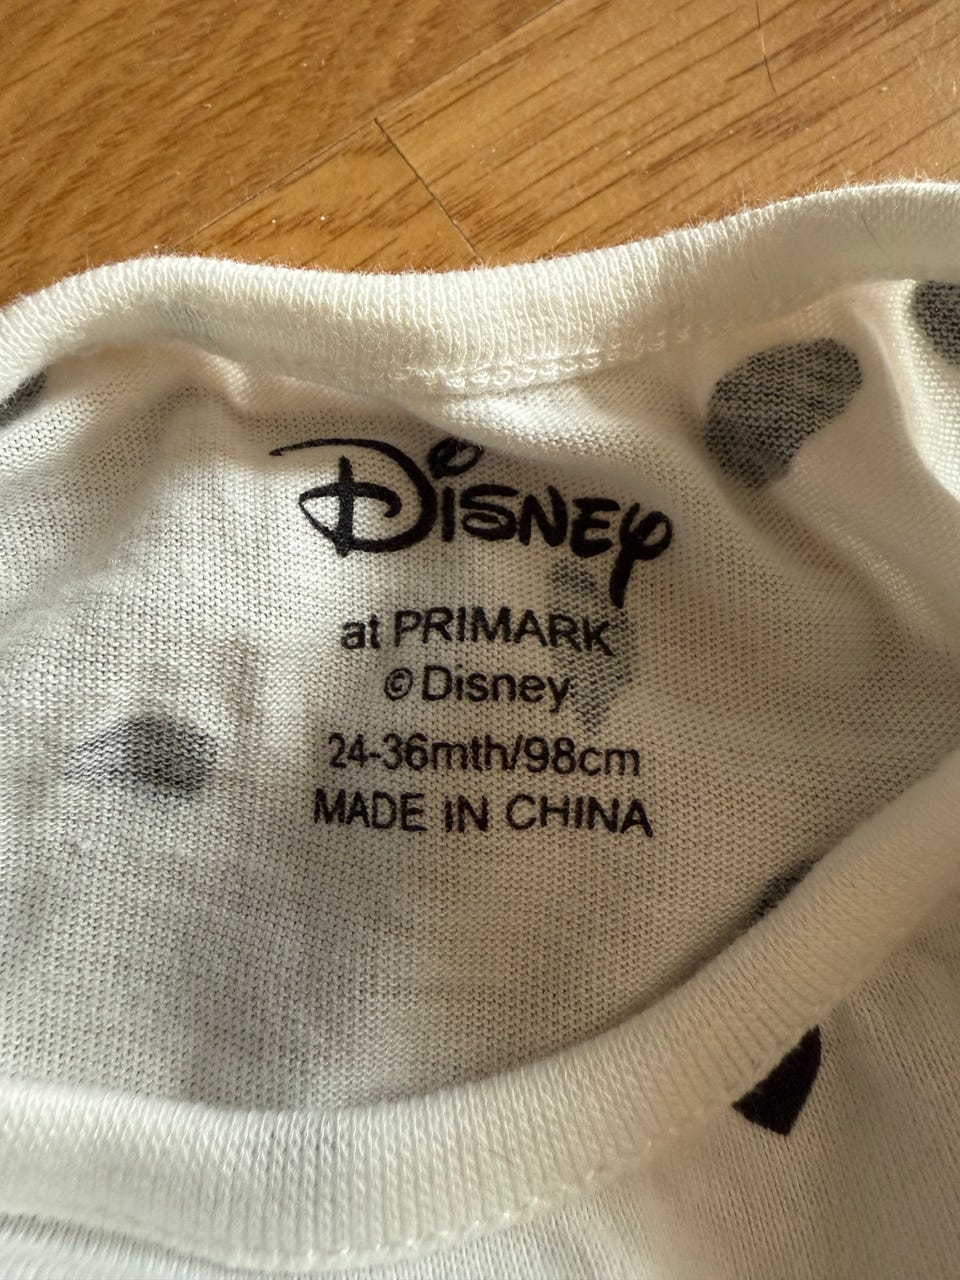 Disney
at PRIMARK
©Disney
24-36mth/98cm
MADE IN CHINA